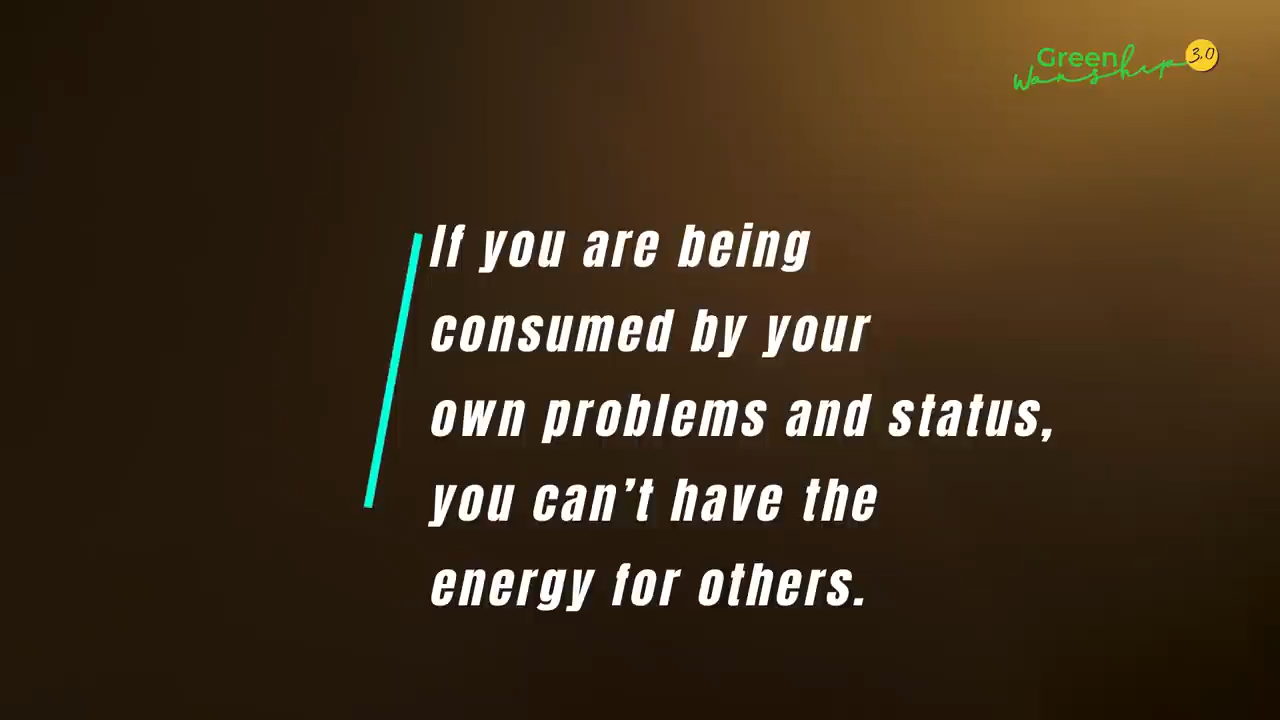 Green
Worship
3.0
If you are being
consumed by your
own problems and status,
you can’t have the
energy for others.